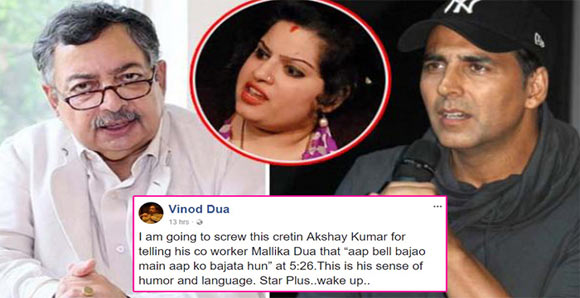 Vinod Dua
13 hrs ·
I am going to screw this cretin Akshay Kumar for
telling his co worker Mallika Dua that “aap bell bajao
main aap ko bajata hun” at 5:26.This is his sense of
humor and language. Star Plus..wake up..